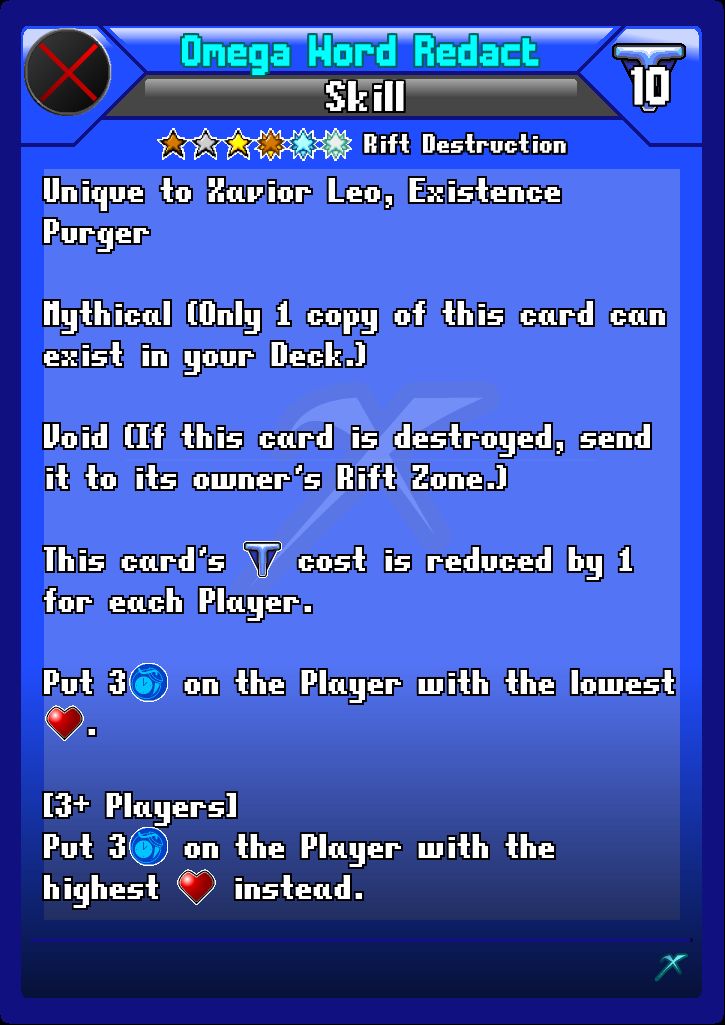 Omega Word Redact
10
Skill
Rift Destruction
Unique to Xavior Leo, Existence
Purger
Mythical (Only 1 copy of this card can
exist in your Deck.)
Void (If this card is destroyed, send
it to its owner's Rift Zone.)
This card's T cost is reduced by 1
for each Player.
Put 3 on the Player with the lowest
.
[3+ Players]
Put 3 on the Player with the
highest instead.